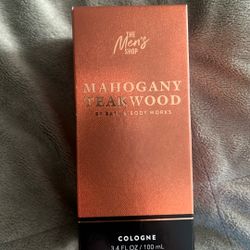 THE
Men's
SHOP
MAHOGANY
TEAKWOOD
BY BATH & BODY WORKS
COLOGNE
3.4 FL OZ / 100 mL